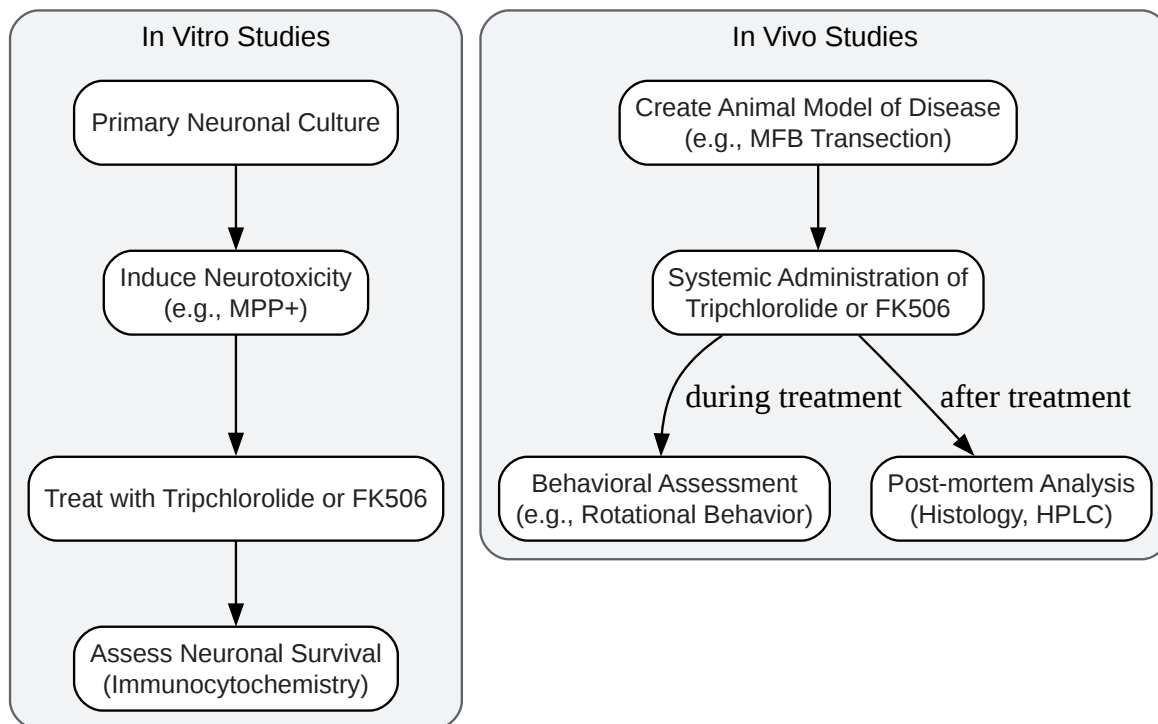 In Vitro Studies
Primary Neuronal Culture
Induce Neurotoxicity
(e.g., MPP+)
Treat with Tripchlorolide or FK506
Assess Neuronal Survival
(Immunocytochemistry)
In Vivo Studies
Create Animal Model of Disease
(e.g., MFB Transection)
Systemic Administration of
Tripchlorolide or FK506
during treatment
after treatment
Behavioral Assessment
(e.g., Rotational Behavior)
Post-mortem Analysis
(Histology, HPLC)